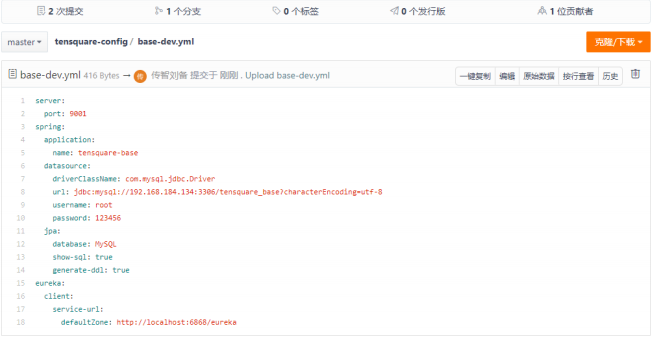 2 次提交 1 个分支 0 个标签 0 个发行版 1 位贡献者
master tensquare-config / base-dev.yml 克隆/下载
base-dev.yml 416 Bytes 传 传智刘备 提交于 刚刚 . Upload base-dev.yml 一键复制 编辑 原始数据 按行查看 历史
1 server:
2 port: 9001
3 spring:
4 application:
5 name: tensquare-base
6 datasource:
7 driverClassName: com.mysql.jdbc.Driver
8 url: jdbc:mysql://192.168.184.134:3306/tensquare_base?characterEncoding=utf-8
9 username: root
10 password: 123456
11 jpa:
12 database: MySQL
13 show-sql: true
14 generate-ddl: true
15 eureka:
16 client:
17 service-url:
18 defaultZone: http://localhost:6868/eureka